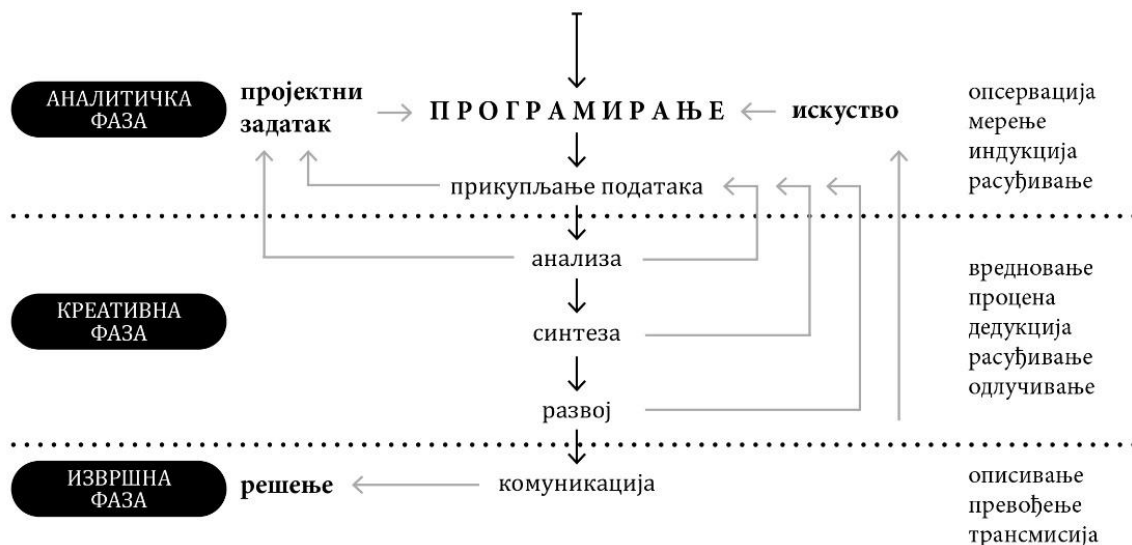 АНАЛИТИЧКА
ФАЗА
пројектни
задатак
ПРОГРАМИРАЊЕ
искуство
опсервација
мерење
индукција
расуђивање
прикупљање података
КРЕАТИВНА
ФАЗА
анализа
синтеза
развој
вредновање
процена
дедукција
расуђивање
одлучивање
ИЗВРШНА
ФАЗА
решење
комуникација
описивање
превођење
трансмисија